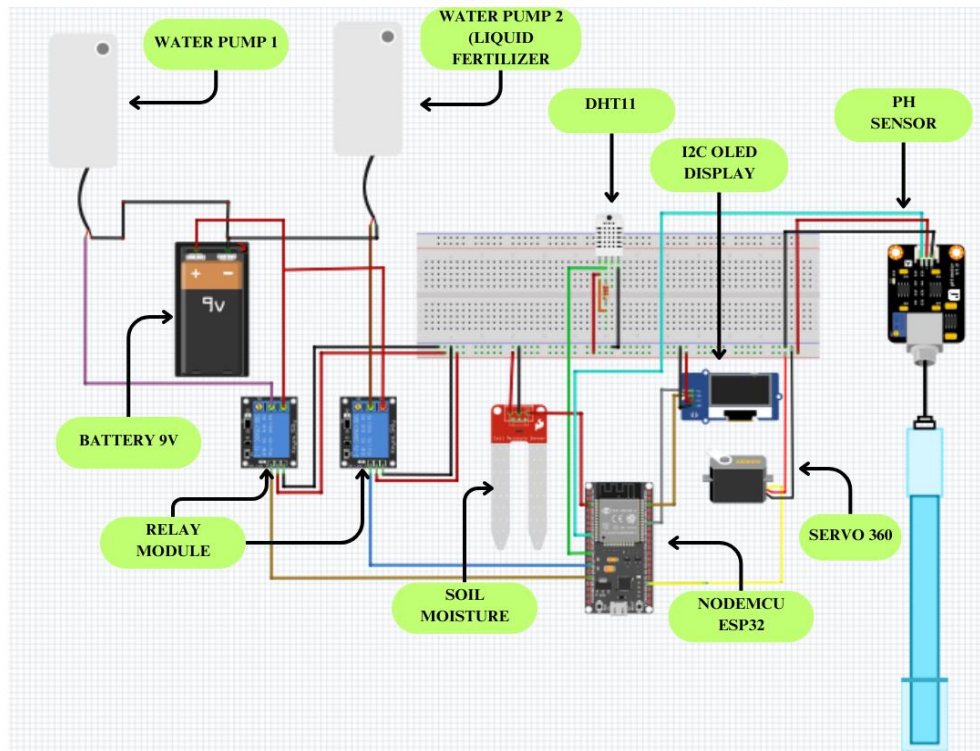 WATER PUMP 1
WATER PUMP 2
(LIQUID
FERTILIZER
DHT11
PH
SENSOR
I2C OLED
DISPLAY
+ −
9v
BATTERY 9V
RELAY
MODULE
SOIL
MOISTURE
NODEMCU
ESP32
SERVO 360